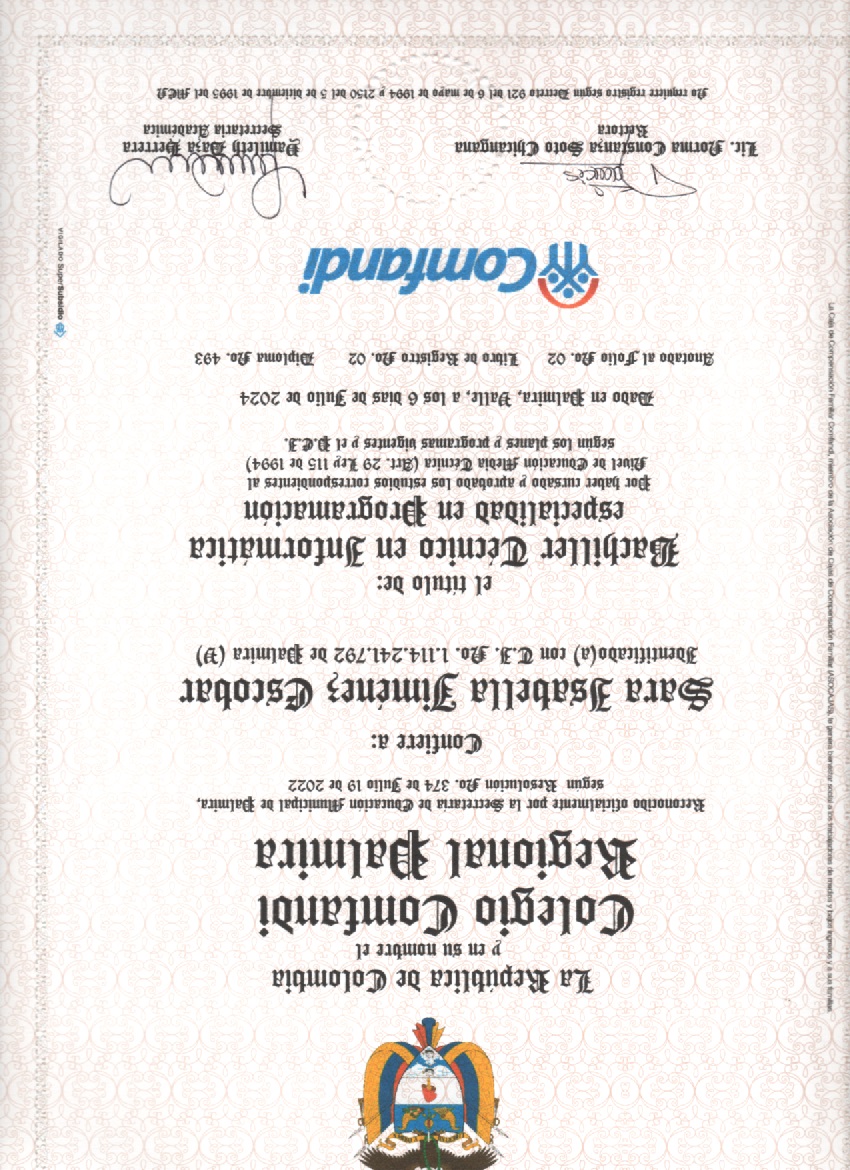 La República de Colombia
y en su nombre el
Colegio Comfandi
Regional Palmira
Reconocido oficialmente por la Secretaria de Educación Municipal de Palmira,
según Resolución No. 374 de Julio 19 de 2022
Confiere a:
Sara Isabella Jiménez Escobar
Identificado(a) con T.I. No. 1.114.241.792 de Palmira (V)
el título de:
Bachiller Técnico en Informática
especialidad en Programación
Por haber cursado y aprobado los estudios correspondientes al
Nivel de Educación Media Técnica (Art. 29 Ley 115 de 1994)
según los planes y programas vigentes y el P.E.I.
Dado en Palmira, Valle, a los 6 dias de Julio de 2024
Anotado al Folio No. 02 Libro de Registro No. 02 Diploma No. 493
Comfandi
Lic. Norma Constanza Soto Chicangana
Rectora
Yamileth Daza Herrera
Secretaria Académica
No requiere registro según Decreto 921 del 6 de mayo de 1994 y 2150 del 5 de diciembre de 1995 del MEN
VIGILADO SuperSubsidio
La Caja de Compensación Familiar Comfandi, miembro de la Asociación de Cajas de Compensación Familiar (ASOCAJAS), le genera bienestar social a los trabajadores de medios y bajos ingresos y a sus familias.